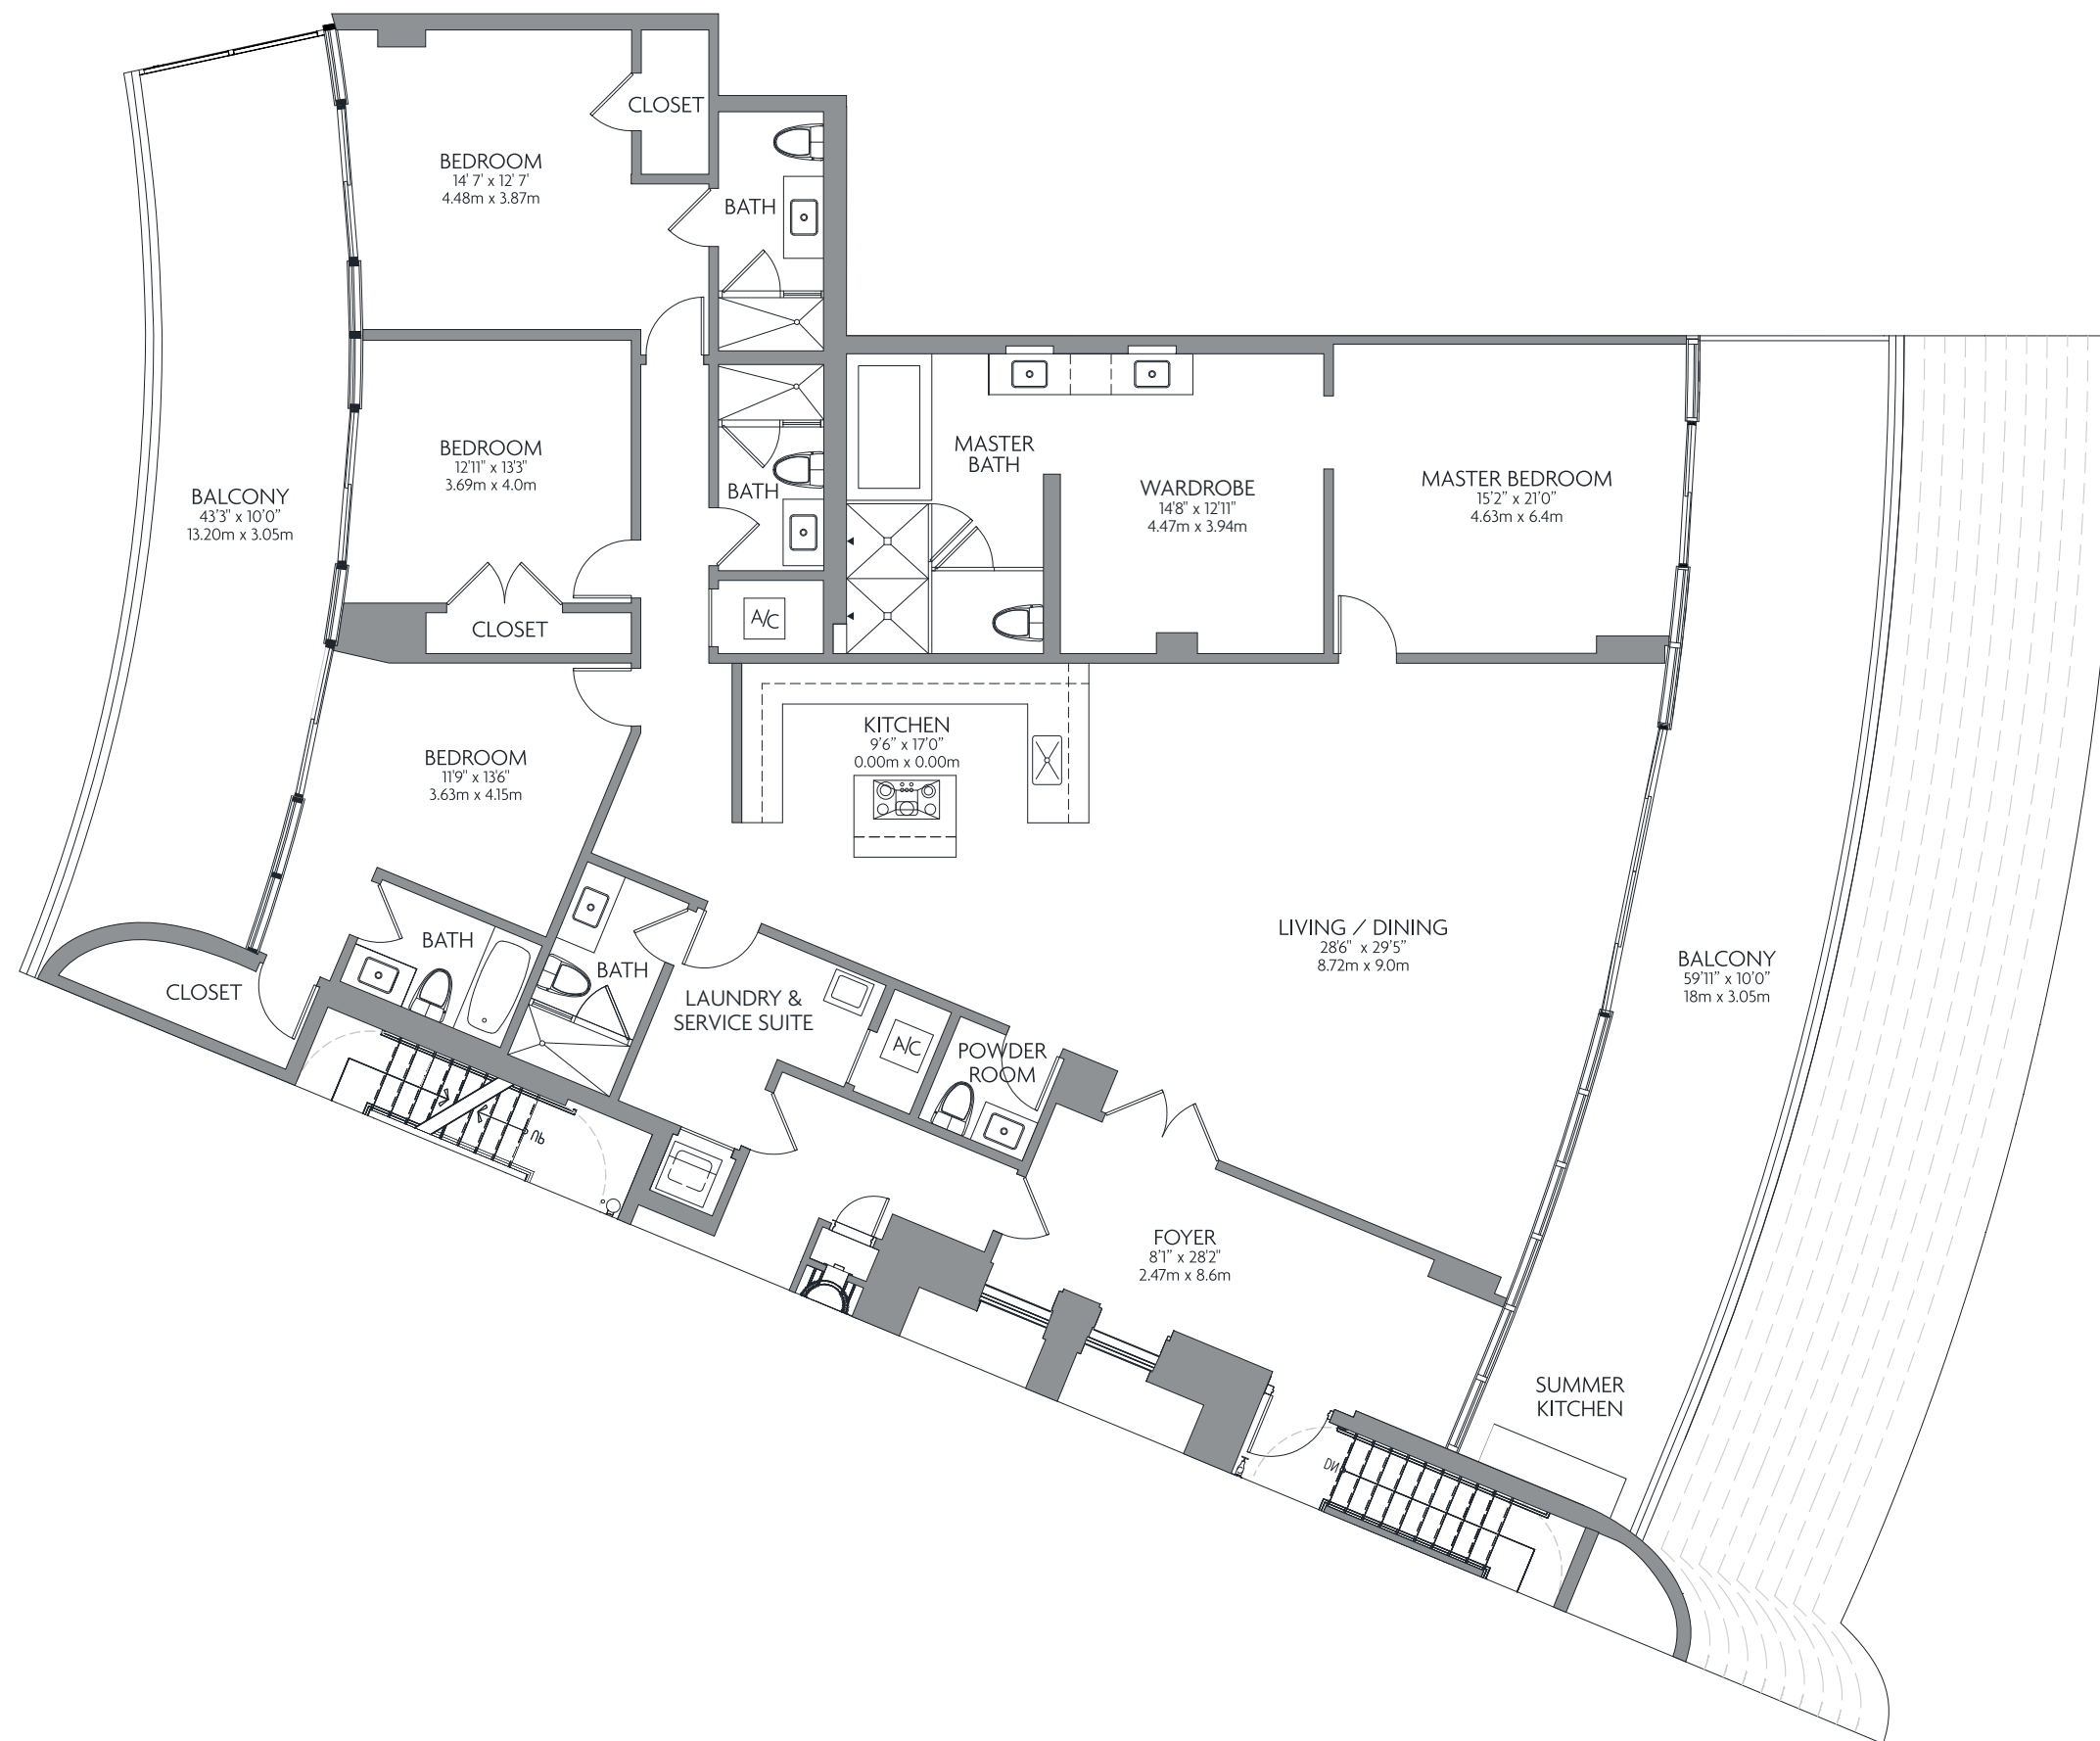 CLOSET
BEDROOM
14' 7' x 12' 7'
4.48m x 3.87m
BATH
BEDROOM
12'11" x 13'3"
3.69m x 4.0m
BATH
MASTER
BATH
WARDROBE
14'8" x 12'11"
4.47m x 3.94m
MASTER BEDROOM
15'2” x 21'0”
4.63m x 6.4m
BALCONY
43'3" x 10'0”
13.20m x 3.05m
CLOSET
A/C
KITCHEN
9'6” x 17'0”
0.00m x 0.00m
BEDROOM
11'9" x 13'6"
3.63m x 4.15m
LIVING / DINING
28'6" x 29'5”
8.72m x 9.0m
BATH
BATH
BALCONY
59'11” x 10'0”
18m x 3.05m
CLOSET
LAUNDRY &
SERVICE SUITE
A/C
POWDER
ROOM
UP
FOYER
8'1” x 28'2"
2.47m x 8.6m
SUMMER
KITCHEN
DN